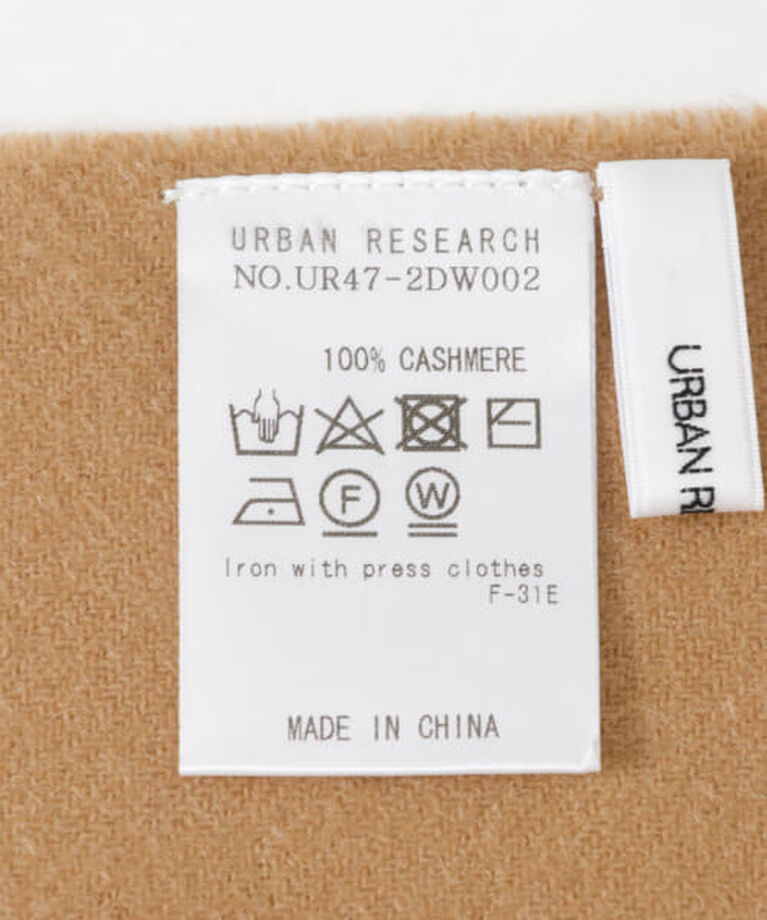 URBAN RESEARCH
NO.UR47-2DW002
100% CASHMERE
F
W
Iron with press clothes
F-31E
MADE IN CHINA
URBAN